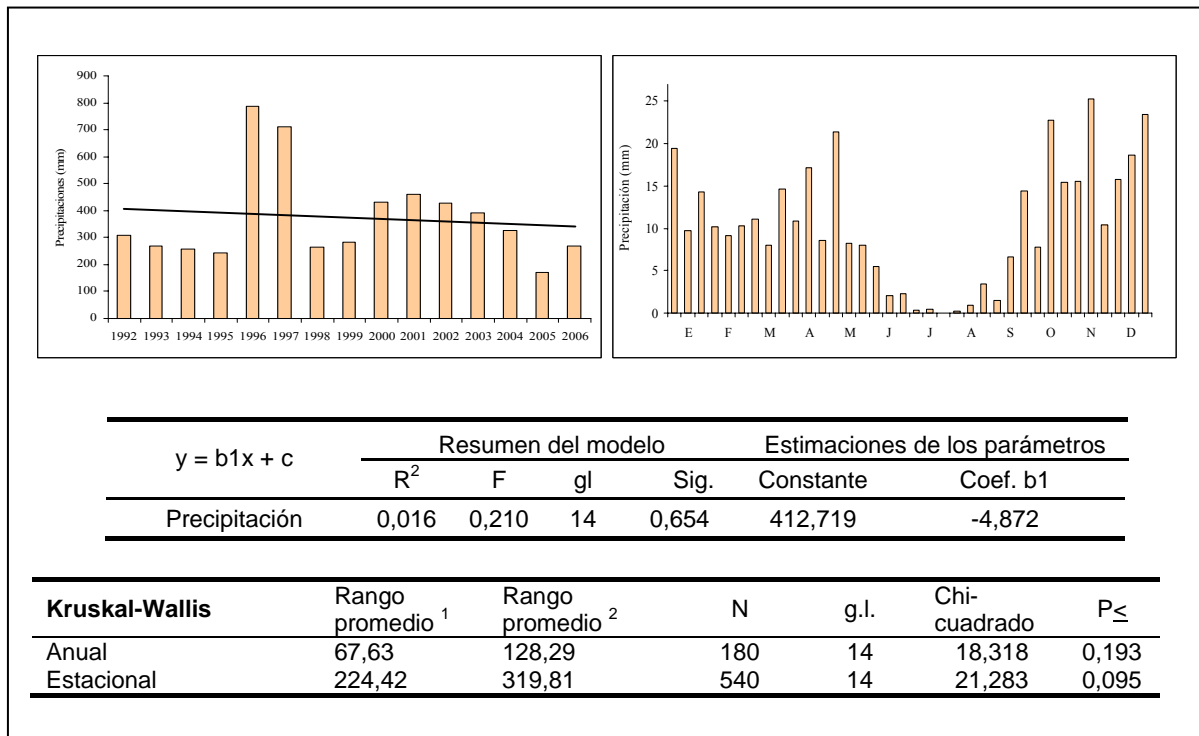 Precipitacionas (mm)
900
800
700
600
500
400
300
200
100
0
1992 1993 1994 1995 1996 1997 1998 1999 2000 2001 2002 2003 2004 2005 2006
Precipitación (mm)
25
20
15
10
5
0
E F M A M J J A S O N D
y = b1x + c Resumen del modelo Estimaciones de los parámetros
R² F gl Sig. Constante Coef. b1
Precipitación 0,016 0,210 14 0,654 412,719 -4,872
Kruskal-Wallis Rango promedio ¹ Rango promedio ² N g.l. Chi-cuadrado P≤
Anual 67,63 128,29 180 14 18,318 0,193
Estacional 224,42 319,81 540 14 21,283 0,095